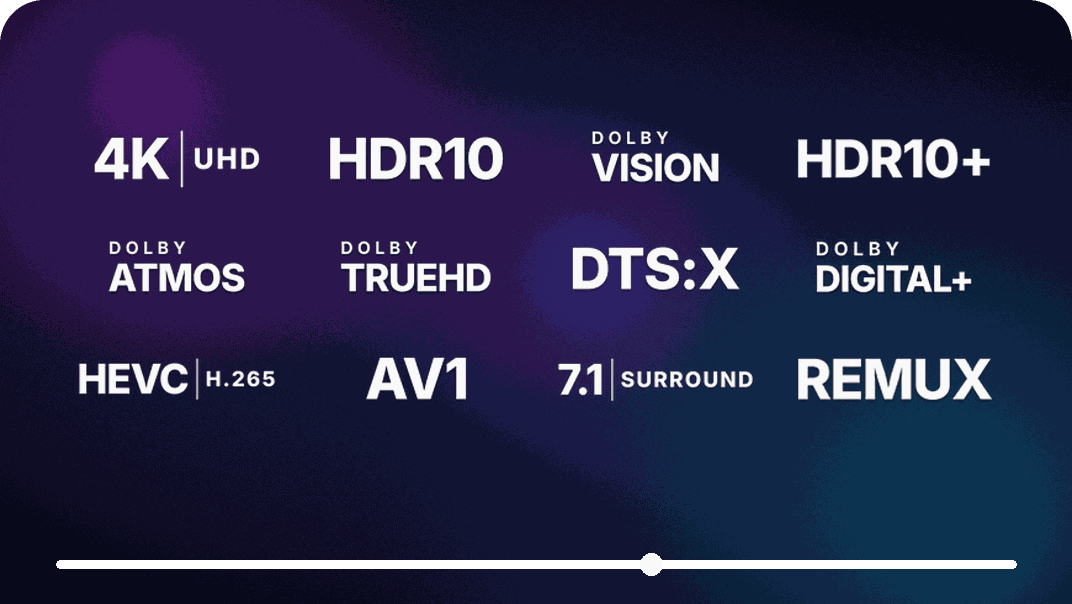 4K | UHD
HDR10
DOLBY
VISION
HDR10+
DOLBY
ATMOS
DOLBY
TRUEHD
DTS:X
DOLBY
DIGITAL+
HEVC | H.265
AV1
7.1 | SURROUND
REMUX